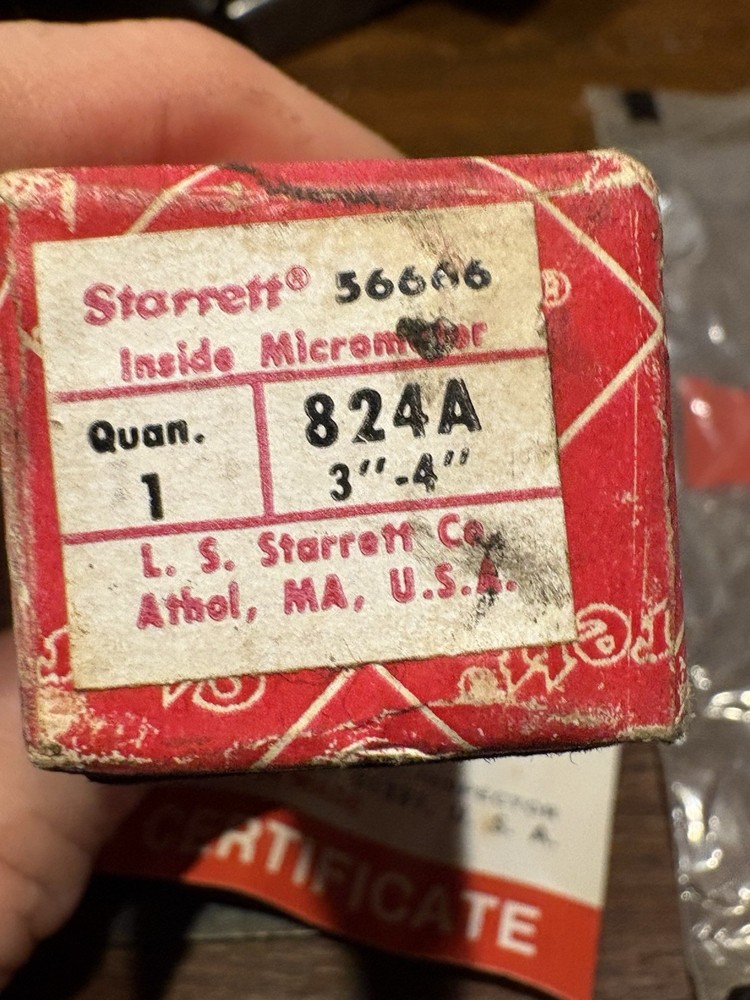 Starrett® 56666
Inside Micrometer
Quan.
1
824A
3"-4"
L. S. Starrett Co.
Athol, MA, U.S.A.
U. S. A.
CERTIFICATE